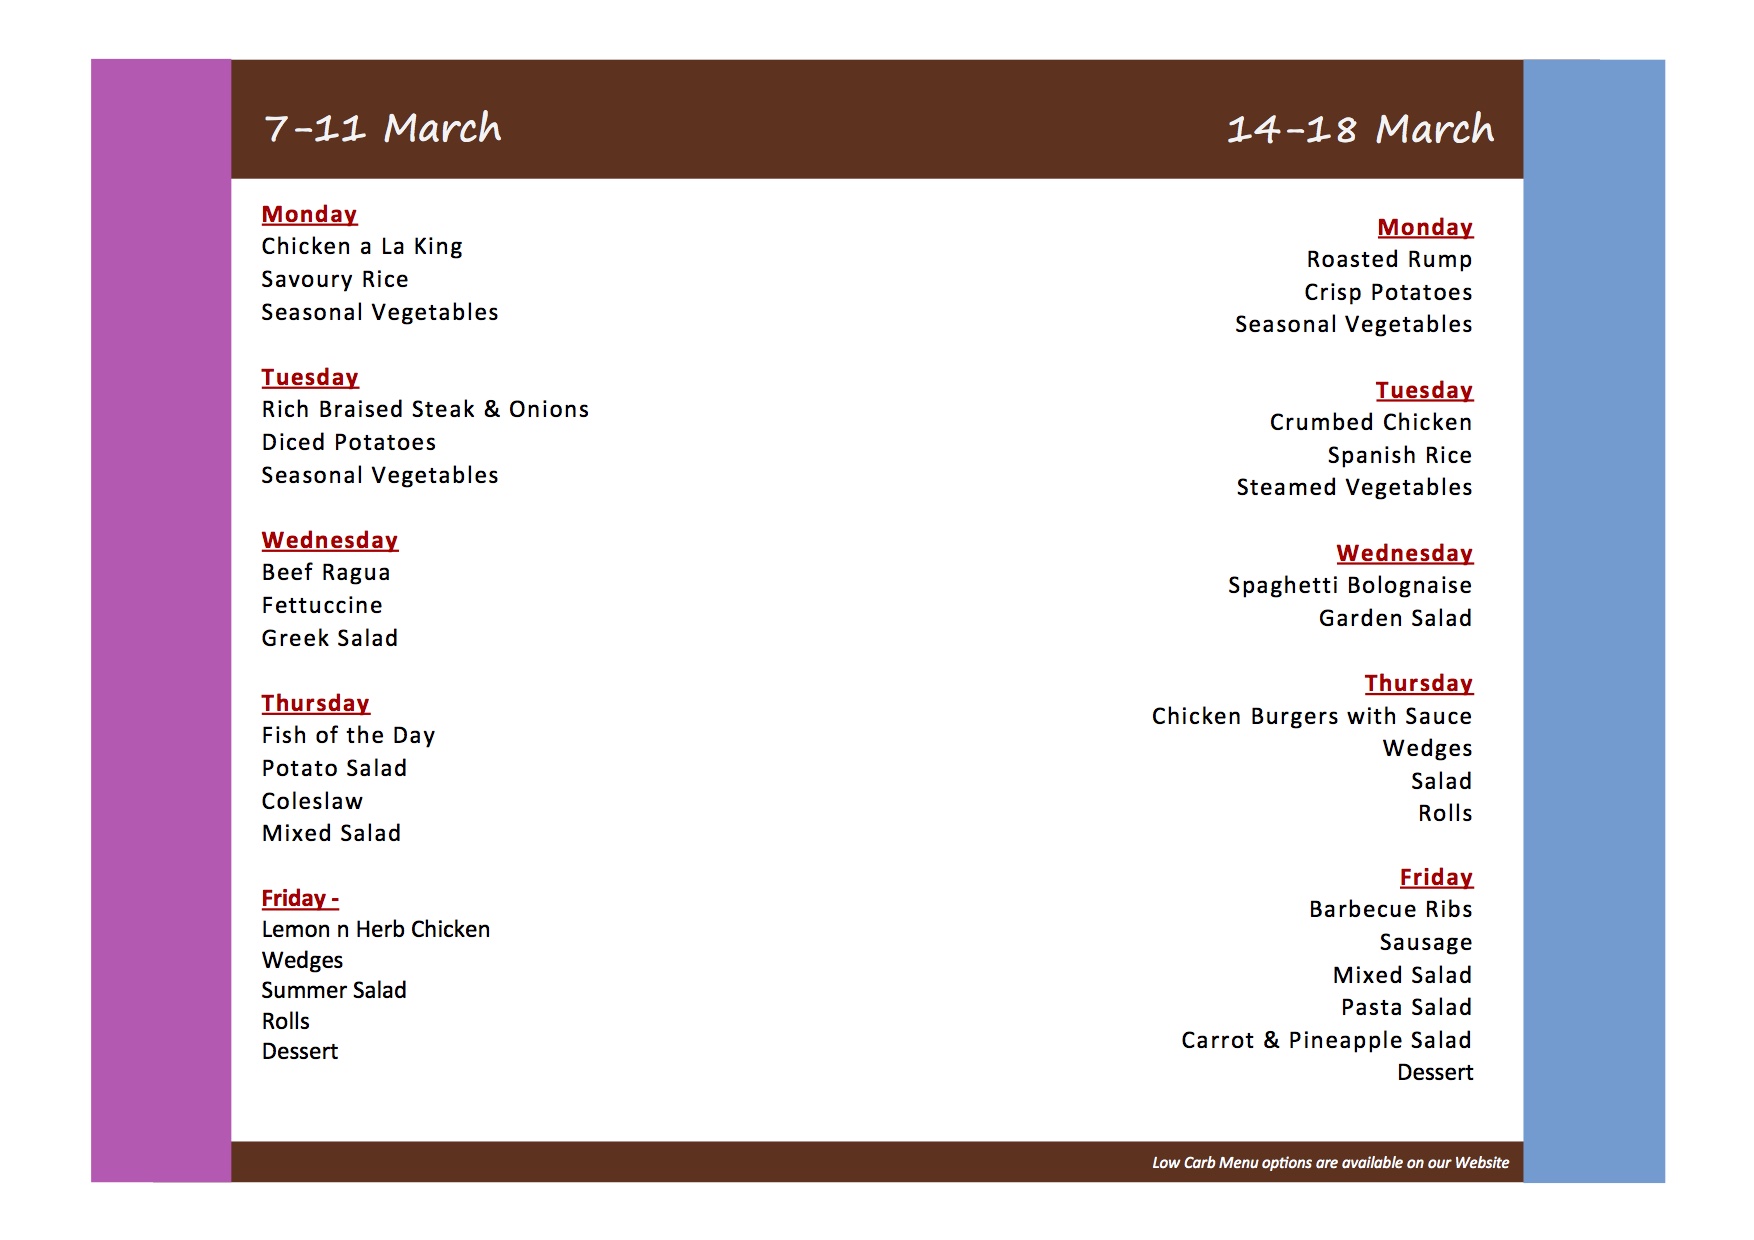 7-11 March
Monday
Chicken a La King
Savoury Rice
Seasonal Vegetables
Tuesday
Rich Braised Steak & Onions
Diced Potatoes
Seasonal Vegetables
Wednesday
Beef Ragua
Fettuccine
Greek Salad
Thursday
Fish of the Day
Potato Salad
Coleslaw
Mixed Salad
Friday -
Lemon n Herb Chicken
Wedges
Summer Salad
Rolls
Dessert
14-18 March
Monday
Roasted Rump
Crisp Potatoes
Seasonal Vegetables
Tuesday
Crumbed Chicken
Spanish Rice
Steamed Vegetables
Wednesday
Spaghetti Bolognaise
Garden Salad
Thursday
Chicken Burgers with Sauce
Wedges
Salad
Rolls
Friday
Barbecue Ribs
Sausage
Mixed Salad
Pasta Salad
Carrot & Pineapple Salad
Dessert
Low Carb Menu options are available on our Website